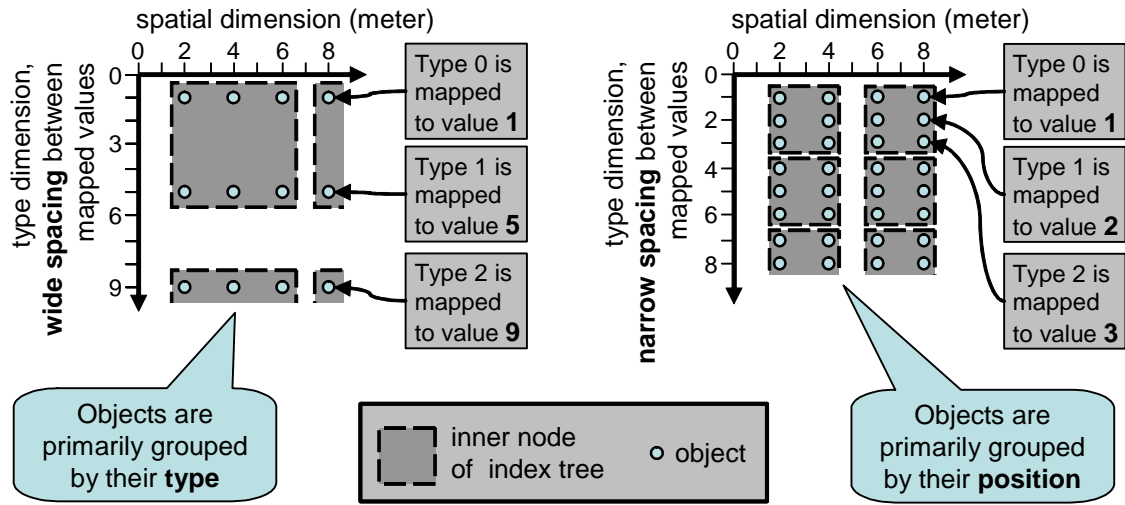 spatial dimension (meter)
0 2 4 6 8
0
3
6
9
type dimension,
wide spacing between
mapped values
Type 0 is
mapped
to value 1
Type 1 is
mapped
to value 5
Type 2 is
mapped
to value 9
Objects are
primarily grouped
by their type
spatial dimension (meter)
0 2 4 6 8
0
2
4
6
8
type dimension,
narrow spacing between
mapped values
Type 0 is
mapped
to value 1
Type 1 is
mapped
to value 2
Type 2 is
mapped
to value 3
Objects are
primarily grouped
by their position
inner node
of index tree
object